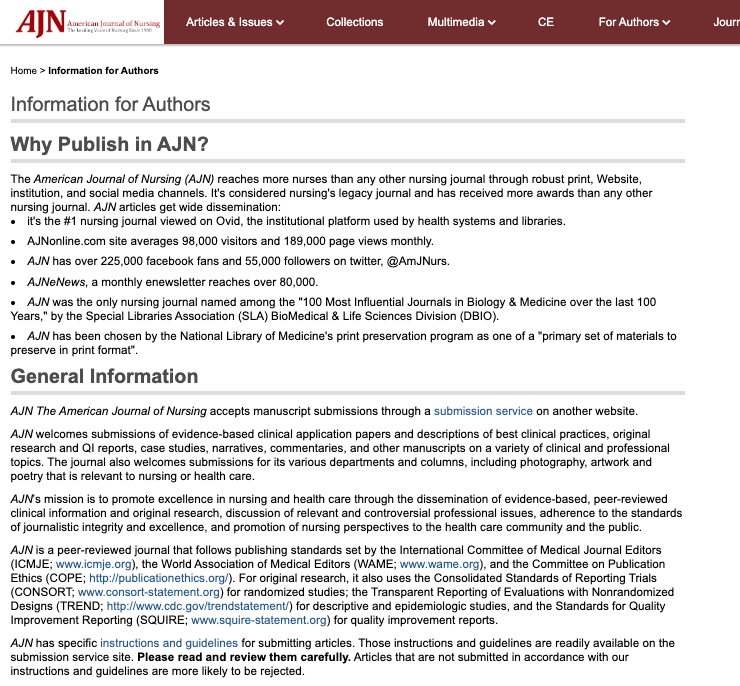 AJN American Journal of Nursing
The Leading Voice of Nursing Since 1900
Articles & Issues
Collections
Multimedia
CE
For Authors
Journ
Home > Information for Authors
Information for Authors
Why Publish in AJN?
The American Journal of Nursing (AJN) reaches more nurses than any other nursing journal through robust print, Website,
institution, and social media channels. It's considered nursing's legacy journal and has received more awards than any other
nursing journal. AJN articles get wide dissemination:
• it's the #1 nursing journal viewed on Ovid, the institutional platform used by health systems and libraries.
• AJNonline.com site averages 98,000 visitors and 189,000 page views monthly.
• AJN has over 225,000 facebook fans and 55,000 followers on twitter, @AmJNurs.
• AJNeNews, a monthly enewsletter reaches over 80,000.
• AJN was the only nursing journal named among the "100 Most Influential Journals in Biology & Medicine over the last 100
Years," by the Special Libraries Association (SLA) BioMedical & Life Sciences Division (DBIO).
• AJN has been chosen by the National Library of Medicine's print preservation program as one of a "primary set of materials to
preserve in print format".
General Information
AJN The American Journal of Nursing accepts manuscript submissions through a submission service on another website.
AJN welcomes submissions of evidence-based clinical application papers and descriptions of best clinical practices, original
research and QI reports, case studies, narratives, commentaries, and other manuscripts on a variety of clinical and professional
topics. The journal also welcomes submissions for its various departments and columns, including photography, artwork and
poetry that is relevant to nursing or health care.
AJN's mission is to promote excellence in nursing and health care through the dissemination of evidence-based, peer-reviewed
clinical information and original research, discussion of relevant and controversial professional issues, adherence to the standards
of journalistic integrity and excellence, and promotion of nursing perspectives to the health care community and the public.
AJN is a peer-reviewed journal that follows publishing standards set by the International Committee of Medical Journal Editors
(ICMJE; www.icmje.org), the World Association of Medical Editors (WAME; www.wame.org), and the Committee on Publication
Ethics (COPE; http://publicationethics.org/). For original research, it also uses the Consolidated Standards of Reporting Trials
(CONSORT; www.consort-statement.org) for randomized studies; the Transparent Reporting of Evaluations with Nonrandomized
Designs (TREND; http://www.cdc.gov/trendstatement/) for descriptive and epidemiologic studies, and the Standards for Quality
Improvement Reporting (SQUIRE; www.squire-statement.org) for quality improvement reports.
AJN has specific instructions and guidelines for submitting articles. Those instructions and guidelines are readily available on the
submission service site. Please read and review them carefully. Articles that are not submitted in accordance with our
instructions and guidelines are more likely to be rejected.